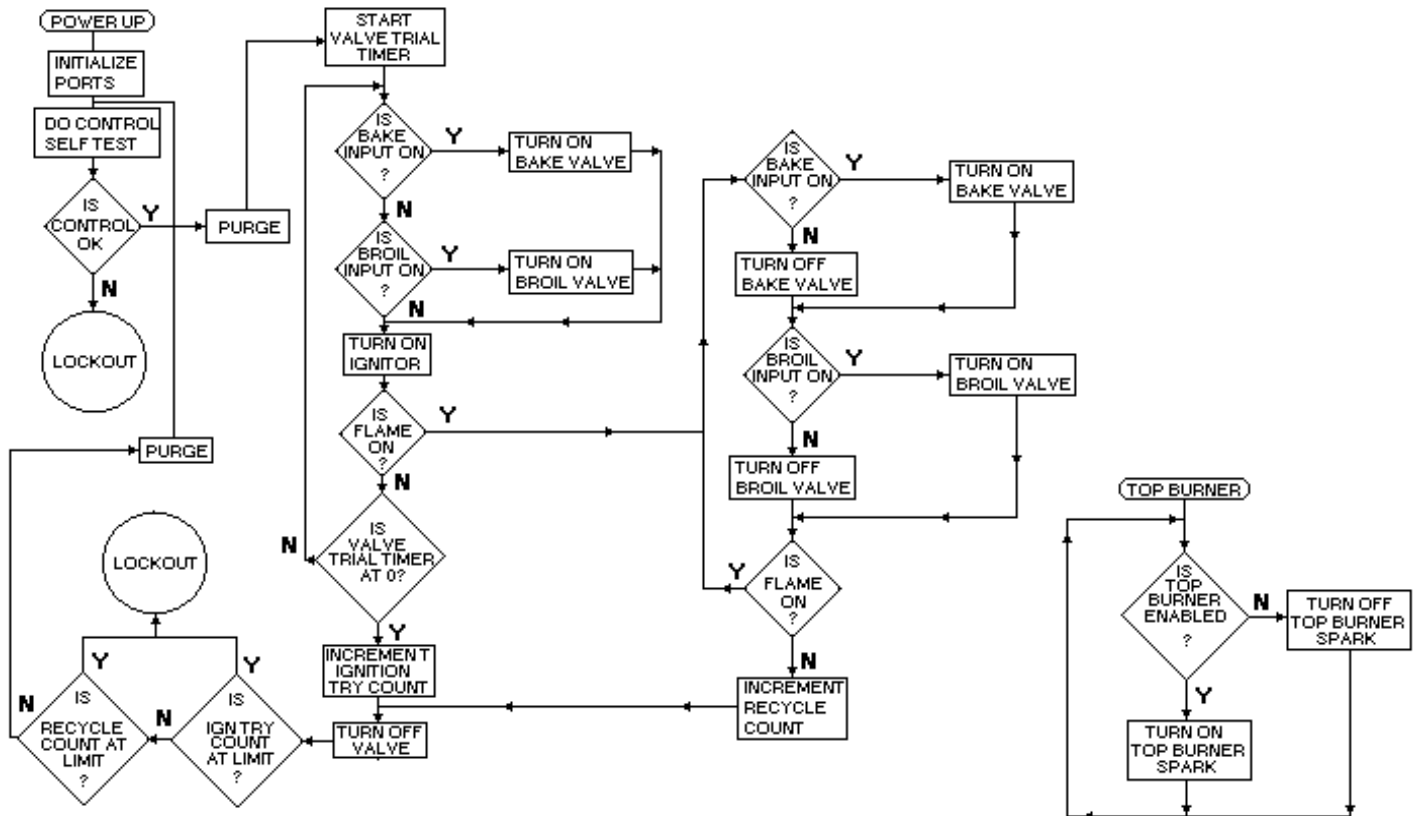 POWER UP
INITIALIZE
PORTS
DO CONTROL
SELF TEST
IS
CONTROL
OK
Y
N
LOCKOUT
PURGE
START
VALVE TRIAL
TIMER
IS
BAKE
INPUT ON
?
Y
N
TURN ON
BAKE VALVE
IS
BROIL
INPUT ON
?
Y
N
TURN ON
BROIL VALVE
TURN ON
IGNITOR
IS
FLAME
ON
?
Y
N
IS
VALVE
TRIAL TIMER
AT 0?
N
Y
INCREMENT
IGNITION
TRY COUNT
TURN OFF
VALVE
IS
IGN TRY
COUNT
AT LIMIT
?
Y
N
IS
RECYCLE
COUNT AT
LIMIT
?
Y
N
LOCKOUT
PURGE
IS
BAKE
INPUT ON
?
Y
N
TURN ON
BAKE VALVE
TURN OFF
BAKE VALVE
IS
BROIL
INPUT ON
?
Y
N
TURN ON
BROIL VALVE
TURN OFF
BROIL VALVE
IS
FLAME
ON
?
Y
N
INCREMENT
RECYCLE
COUNT
TOP BURNER
IS
TOP
BURNER
ENABLED
?
N
Y
TURN OFF
TOP BURNER
SPARK
TURN ON
TOP BURNER
SPARK